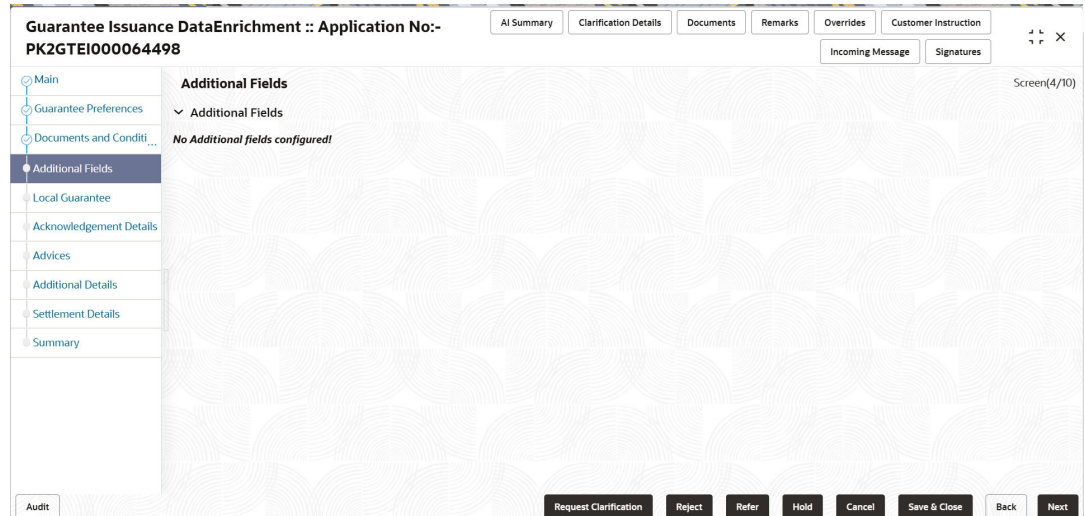 Guarantee Issuance DataEnrichment :: Application No:-
PK2GTEI000064498
AI Summary
Clarification Details
Documents
Remarks
Overrides
Customer Instruction
Incoming Message
Signatures
Main
Guarantee Preferences
Documents and Conditi...
Additional Fields
Local Guarantee
Acknowledgement Details
Advices
Additional Details
Settlement Details
Summary
Additional Fields
Screen(4/10)
Additional Fields
No Additional fields configured!
Audit
Request Clarification
Reject
Refer
Hold
Cancel
Save & Close
Back
Next